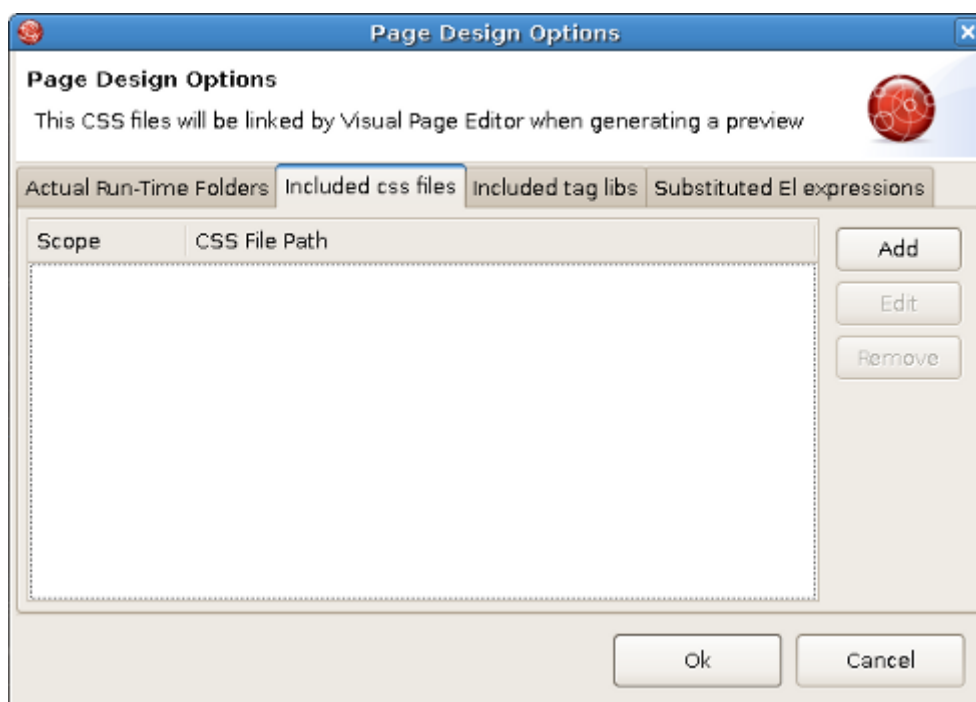 Page Design Options
Page Design Options
This CSS files will be linked by Visual Page Editor when generating a preview
Actual Run-Time Folders Included css files Included tag libs Substituted El expressions
Scope CSS File Path
Add
Edit
Remove
Ok Cancel